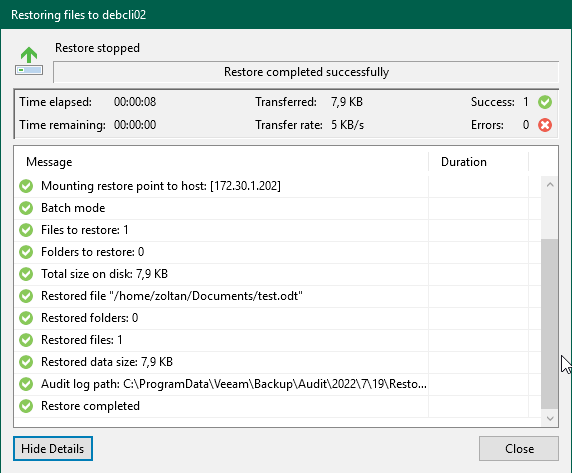 Restoring files to debcli02
Restore stopped
Restore completed successfully
Time elapsed: 00:00:08 Transferred: 7,9 KB Success: 1
Time remaining: 00:00:00 Transfer rate: 5 KB/s Errors: 0
Message Duration
Mounting restore point to host: [172.30.1.202]
Batch mode
Files to restore: 1
Folders to restore: 0
Total size on disk: 7,9 KB
Restored file "/home/zoltan/Documents/test.odt"
Restored folders: 0
Restored files: 1
Restored data size: 7,9 KB
Audit log path: C:\ProgramData\Veeam\Backup\Audit\2022\7\19\Resto...
Restore completed
Hide Details Close